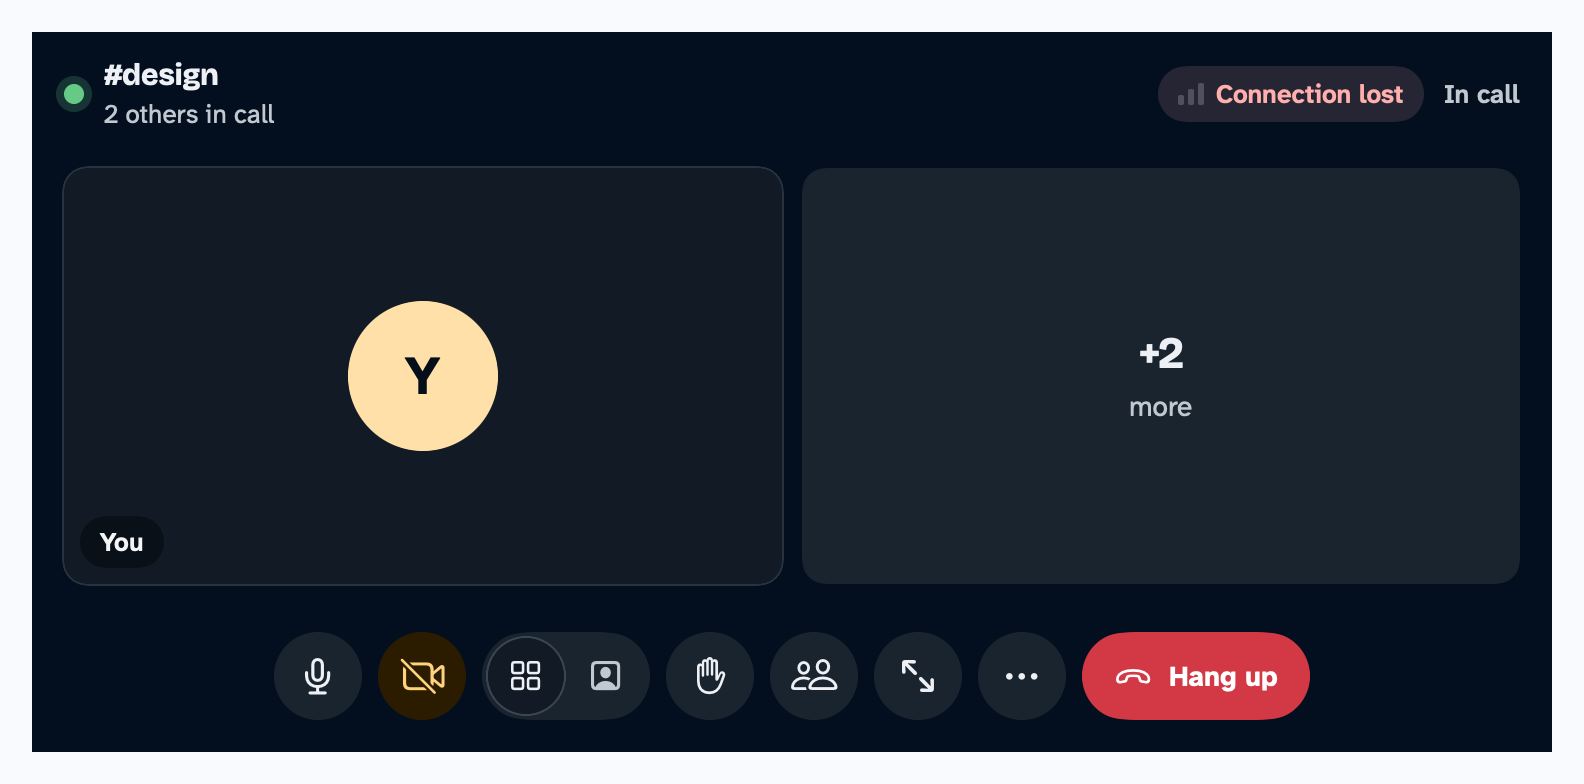 #design
2 others in call
Connection lost
In call
Y
You
+2
more
Hang up